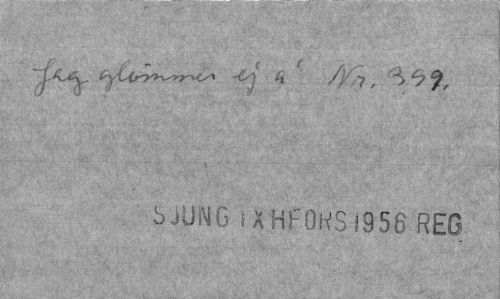 Jag glömmer ej a' Nr. 399.
SJUNG I X HFORS 1956 REG